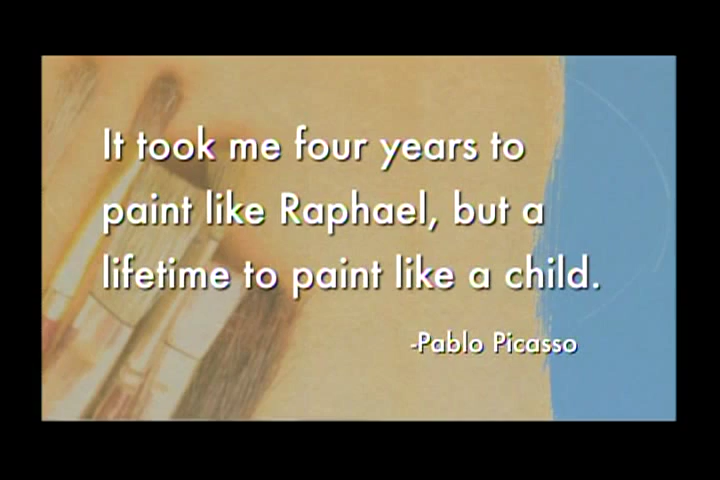 It took me four years to
paint like Raphael, but a
lifetime to paint like a child.
-Pablo Picasso